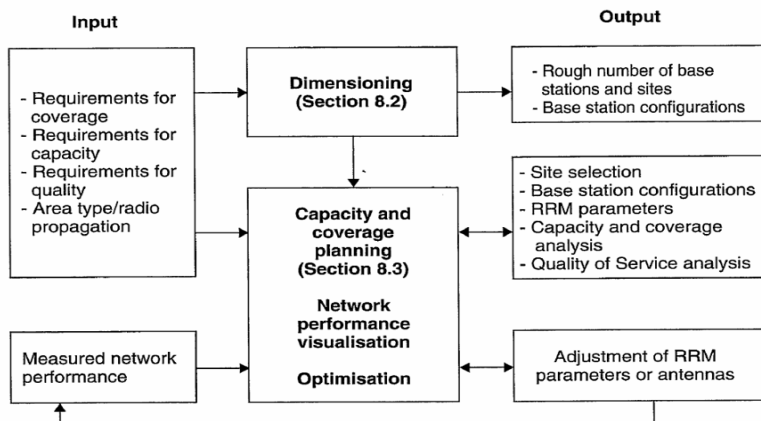 Input
Output
- Requirements for
coverage
- Requirements for
capacity
- Requirements for
quality
- Area type/radio
propagation
Dimensioning
(Section 8.2)
- Rough number of base
stations and sites
- Base station configurations
Capacity and
coverage
planning
(Section 8.3)
Network
performance
visualisation
Optimisation
- Site selection
- Base station configurations
- RRM parameters
- Capacity and coverage
analysis
- Quality of Service analysis
Measured network
performance
Adjustment of RRM
parameters or antennas